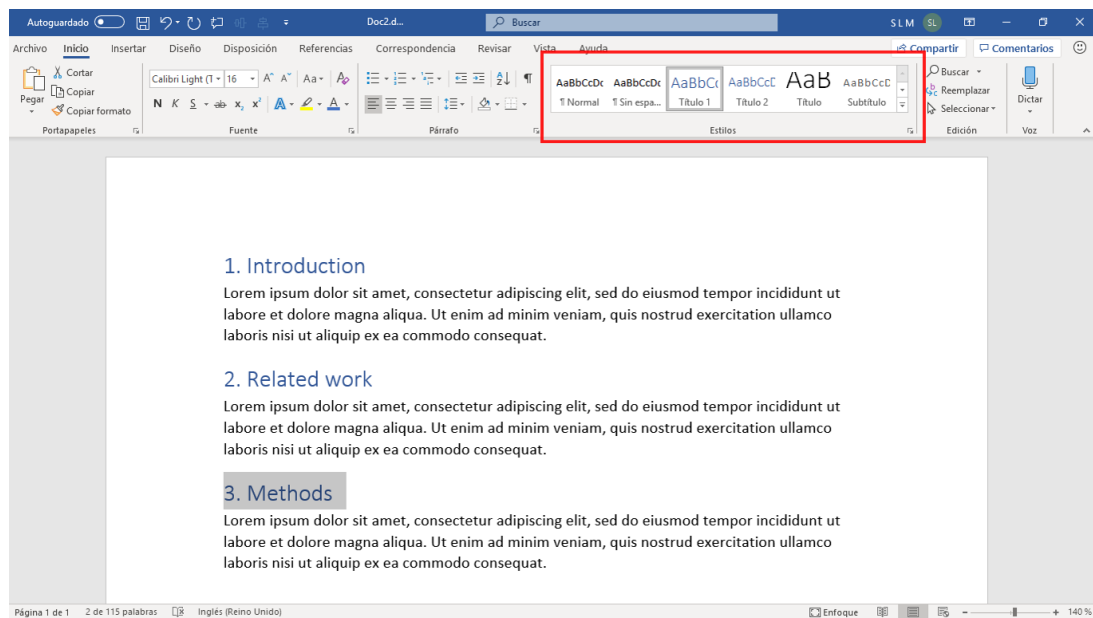 Autoguardado Doc2.d... Buscar S L M SL
Archivo Inicio Insertar Diseño Disposición Referencias Correspondencia Revisar Vista Ayuda Compartir Comentarios
Pegar
Cortar
Copiar
Copiar formato
Portapapeles
Calibri Light (T 16 A^ Aˇ Aa A
N K S ab x₂ x² A A
Fuente
Párrafo
AaBbCcDc AaBbCcDc AaBbCc AaBbCcD AaB AaBbCcD
¶ Normal ¶ Sin espa... Título 1 Título 2 Título Subtítulo
Estilos
Buscar
Reemplazar
Seleccionar
Edición
Dictar
Voz
1. Introduction
Lorem ipsum dolor sit amet, consectetur adipiscing elit, sed do eiusmod tempor incididunt ut
labore et dolore magna aliqua. Ut enim ad minim veniam, quis nostrud exercitation ullamco
laboris nisi ut aliquip ex ea commodo consequat.
2. Related work
Lorem ipsum dolor sit amet, consectetur adipiscing elit, sed do eiusmod tempor incididunt ut
labore et dolore magna aliqua. Ut enim ad minim veniam, quis nostrud exercitation ullamco
laboris nisi ut aliquip ex ea commodo consequat.
3. Methods
Lorem ipsum dolor sit amet, consectetur adipiscing elit, sed do eiusmod tempor incididunt ut
labore et dolore magna aliqua. Ut enim ad minim veniam, quis nostrud exercitation ullamco
laboris nisi ut aliquip ex ea commodo consequat.
Página 1 de 1 2 de 115 palabras Inglés (Reino Unido) Enfoque 140 %